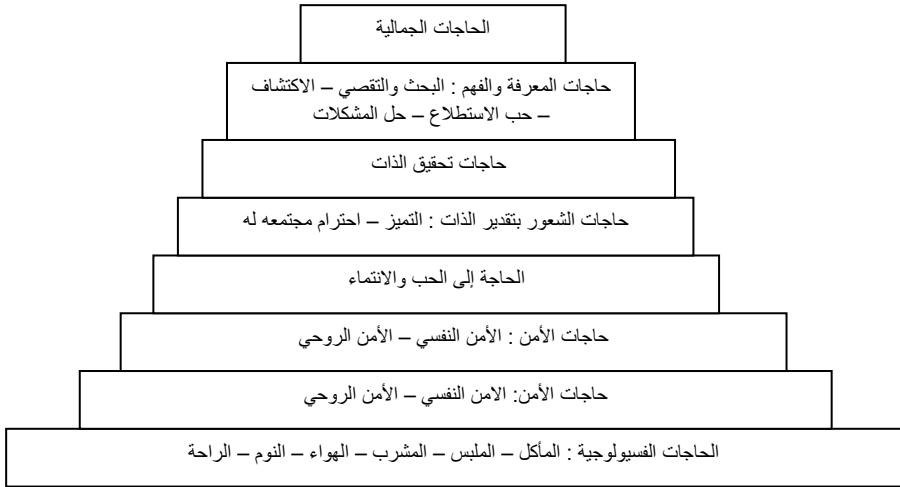 الحاجات الجمالية
حاجات المعرفة والفهم : البحث والتقصي – الاكتشاف
– حب الاستطلاع – حل المشكلات
حاجات تحقيق الذات
حاجات الشعور بتقدير الذات : التميز – احترام مجتمعه له
الحاجة إلى الحب والانتماء
حاجات الأمن : الأمن النفسي – الأمن الروحي
حاجات الأمن: الامن النفسي – الأمن الروحي
الحاجات الفسيولوجية : المأكل – الملبس – المشرب – الهواء – النوم – الراحة